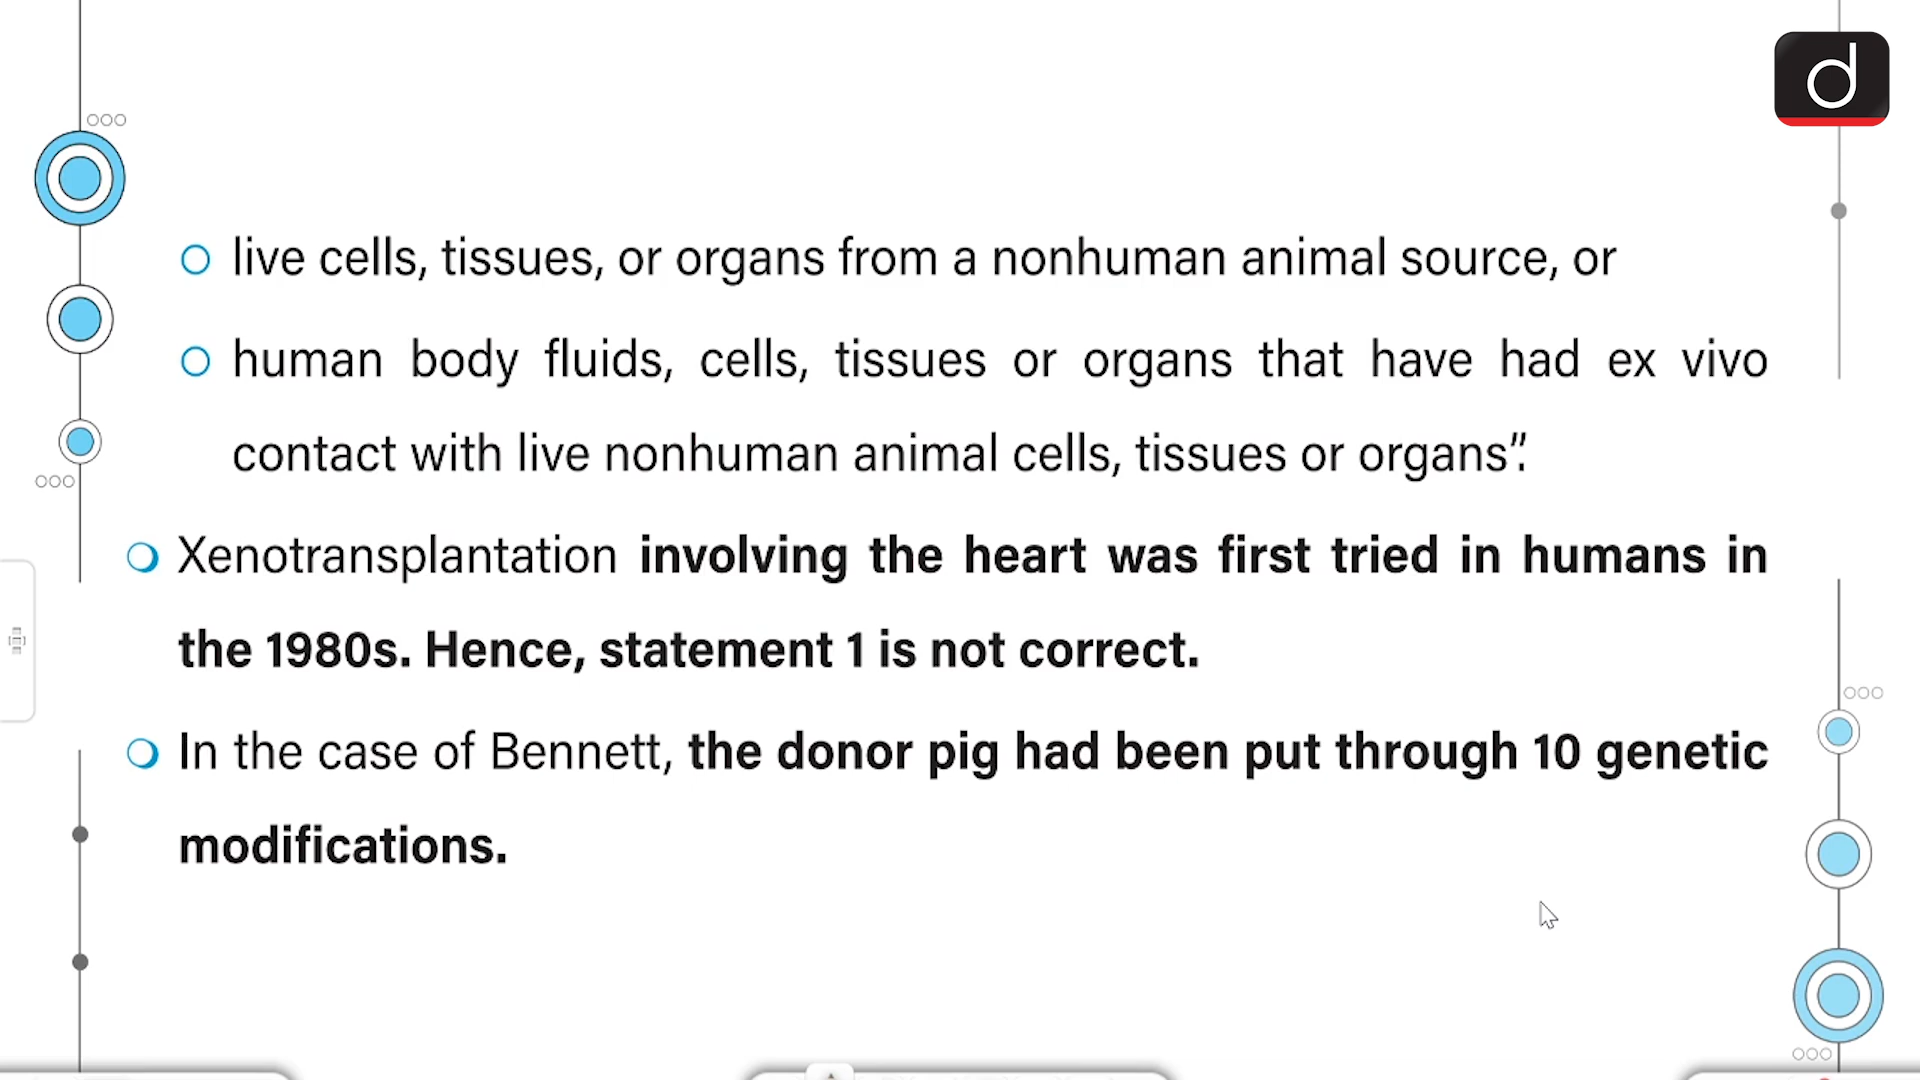 d
live cells, tissues, or organs from a nonhuman animal source, or
human body fluids, cells, tissues or organs that have had ex vivo
contact with live nonhuman animal cells, tissues or organs".
Xenotransplantation involving the heart was first tried in humans in
the 1980s. Hence, statement 1 is not correct.
In the case of Bennett, the donor pig had been put through 10 genetic
modifications.